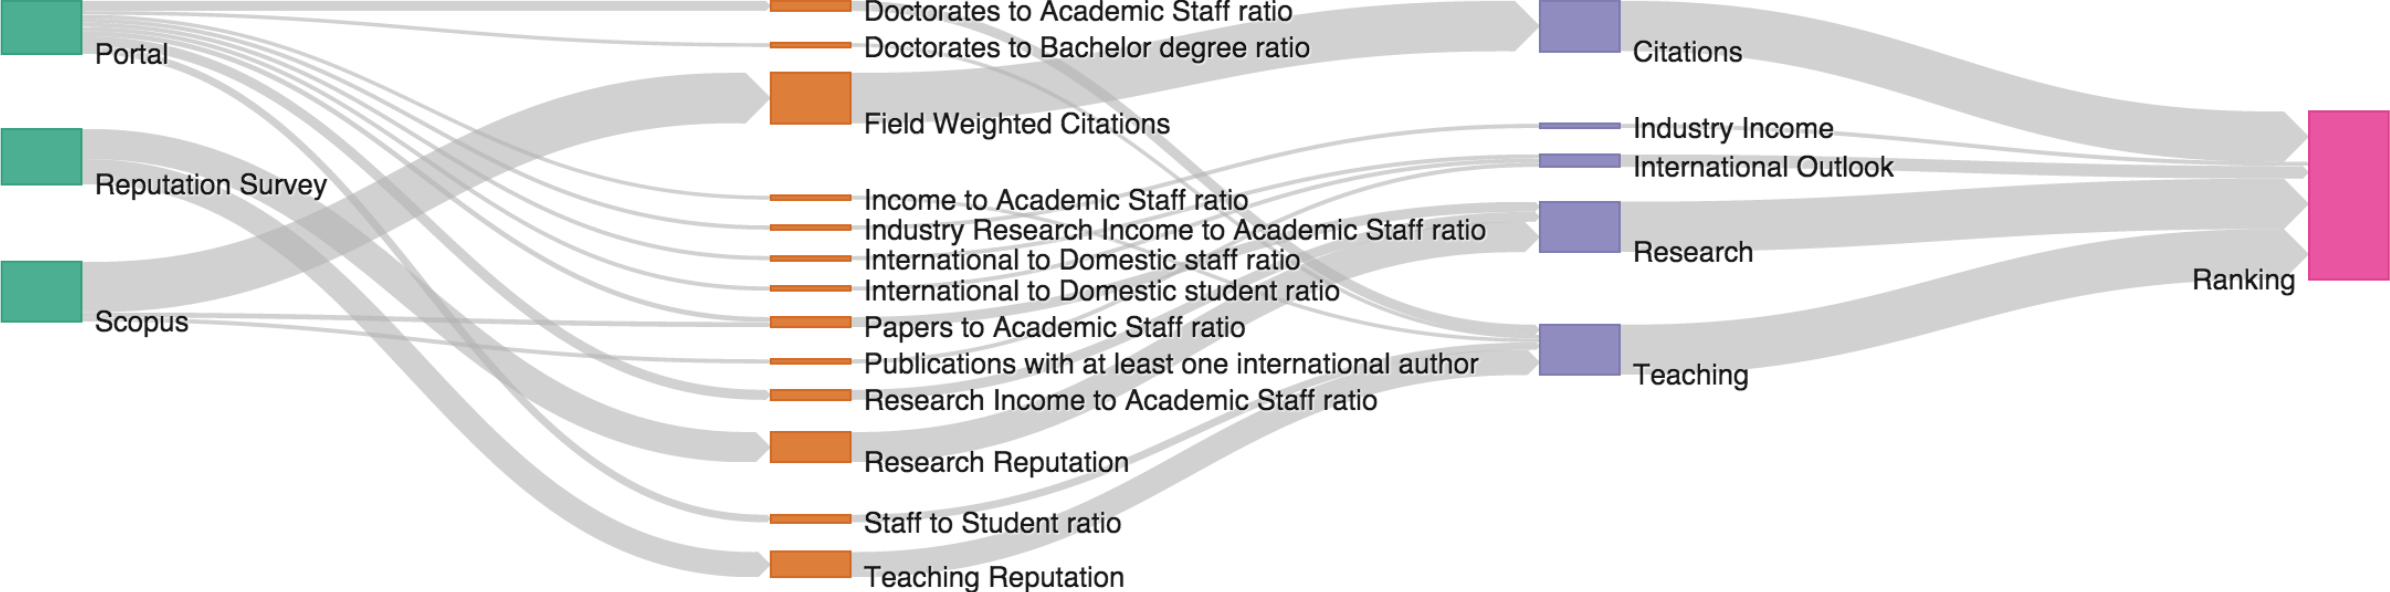 Portal
Reputation Survey
Scopus
Doctorates to Academic Staff ratio
Doctorates to Bachelor degree ratio
Field Weighted Citations
Income to Academic Staff ratio
Industry Research Income to Academic Staff ratio
International to Domestic staff ratio
International to Domestic student ratio
Papers to Academic Staff ratio
Publications with at least one international author
Research Income to Academic Staff ratio
Research Reputation
Staff to Student ratio
Teaching Reputation
Citations
Industry Income
International Outlook
Research
Teaching
Ranking